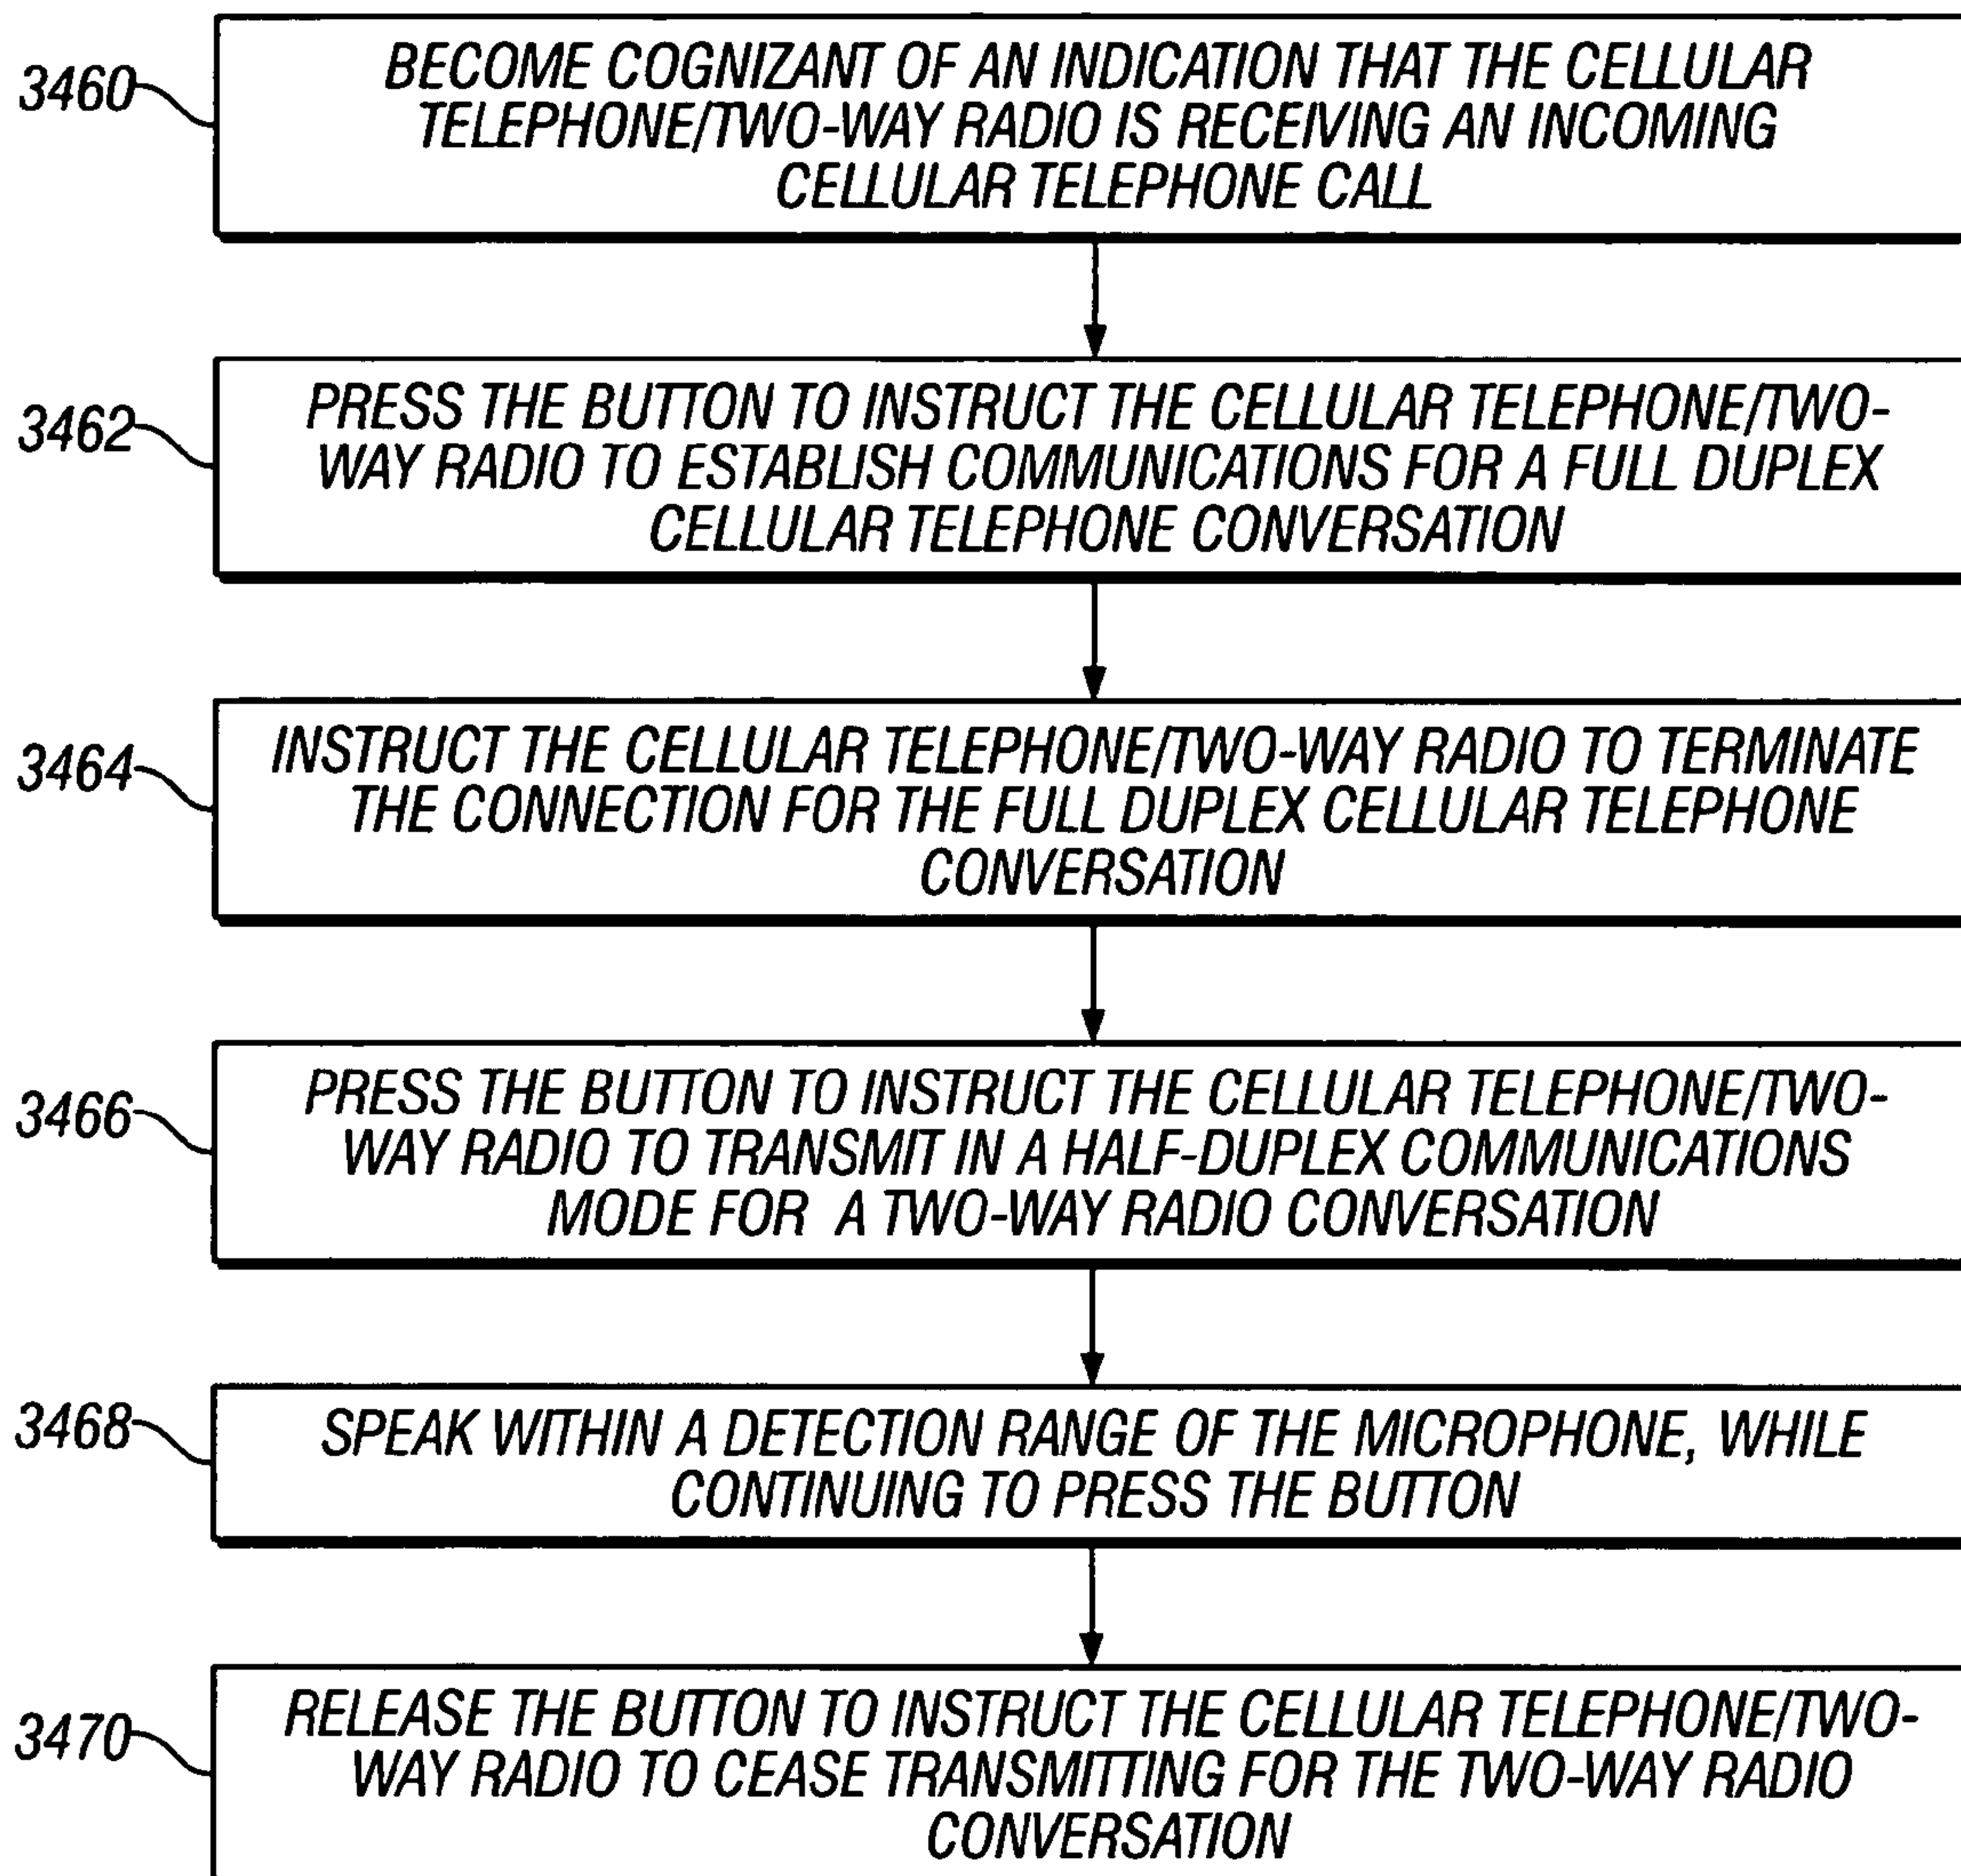 3460
BECOME COGNIZANT OF AN INDICATION THAT THE CELLULAR
TELEPHONE/TWO-WAY RADIO IS RECEIVING AN INCOMING
CELLULAR TELEPHONE CALL
3462
PRESS THE BUTTON TO INSTRUCT THE CELLULAR TELEPHONE/TWO-
WAY RADIO TO ESTABLISH COMMUNICATIONS FOR A FULL DUPLEX
CELLULAR TELEPHONE CONVERSATION
3464
INSTRUCT THE CELLULAR TELEPHONE/TWO-WAY RADIO TO TERMINATE
THE CONNECTION FOR THE FULL DUPLEX CELLULAR TELEPHONE
CONVERSATION
3466
PRESS THE BUTTON TO INSTRUCT THE CELLULAR TELEPHONE/TWO-
WAY RADIO TO TRANSMIT IN A HALF-DUPLEX COMMUNICATIONS
MODE FOR A TWO-WAY RADIO CONVERSATION
3468
SPEAK WITHIN A DETECTION RANGE OF THE MICROPHONE, WHILE
CONTINUING TO PRESS THE BUTTON
3470
RELEASE THE BUTTON TO INSTRUCT THE CELLULAR TELEPHONE/TWO-
WAY RADIO TO CEASE TRANSMITTING FOR THE TWO-WAY RADIO
CONVERSATION